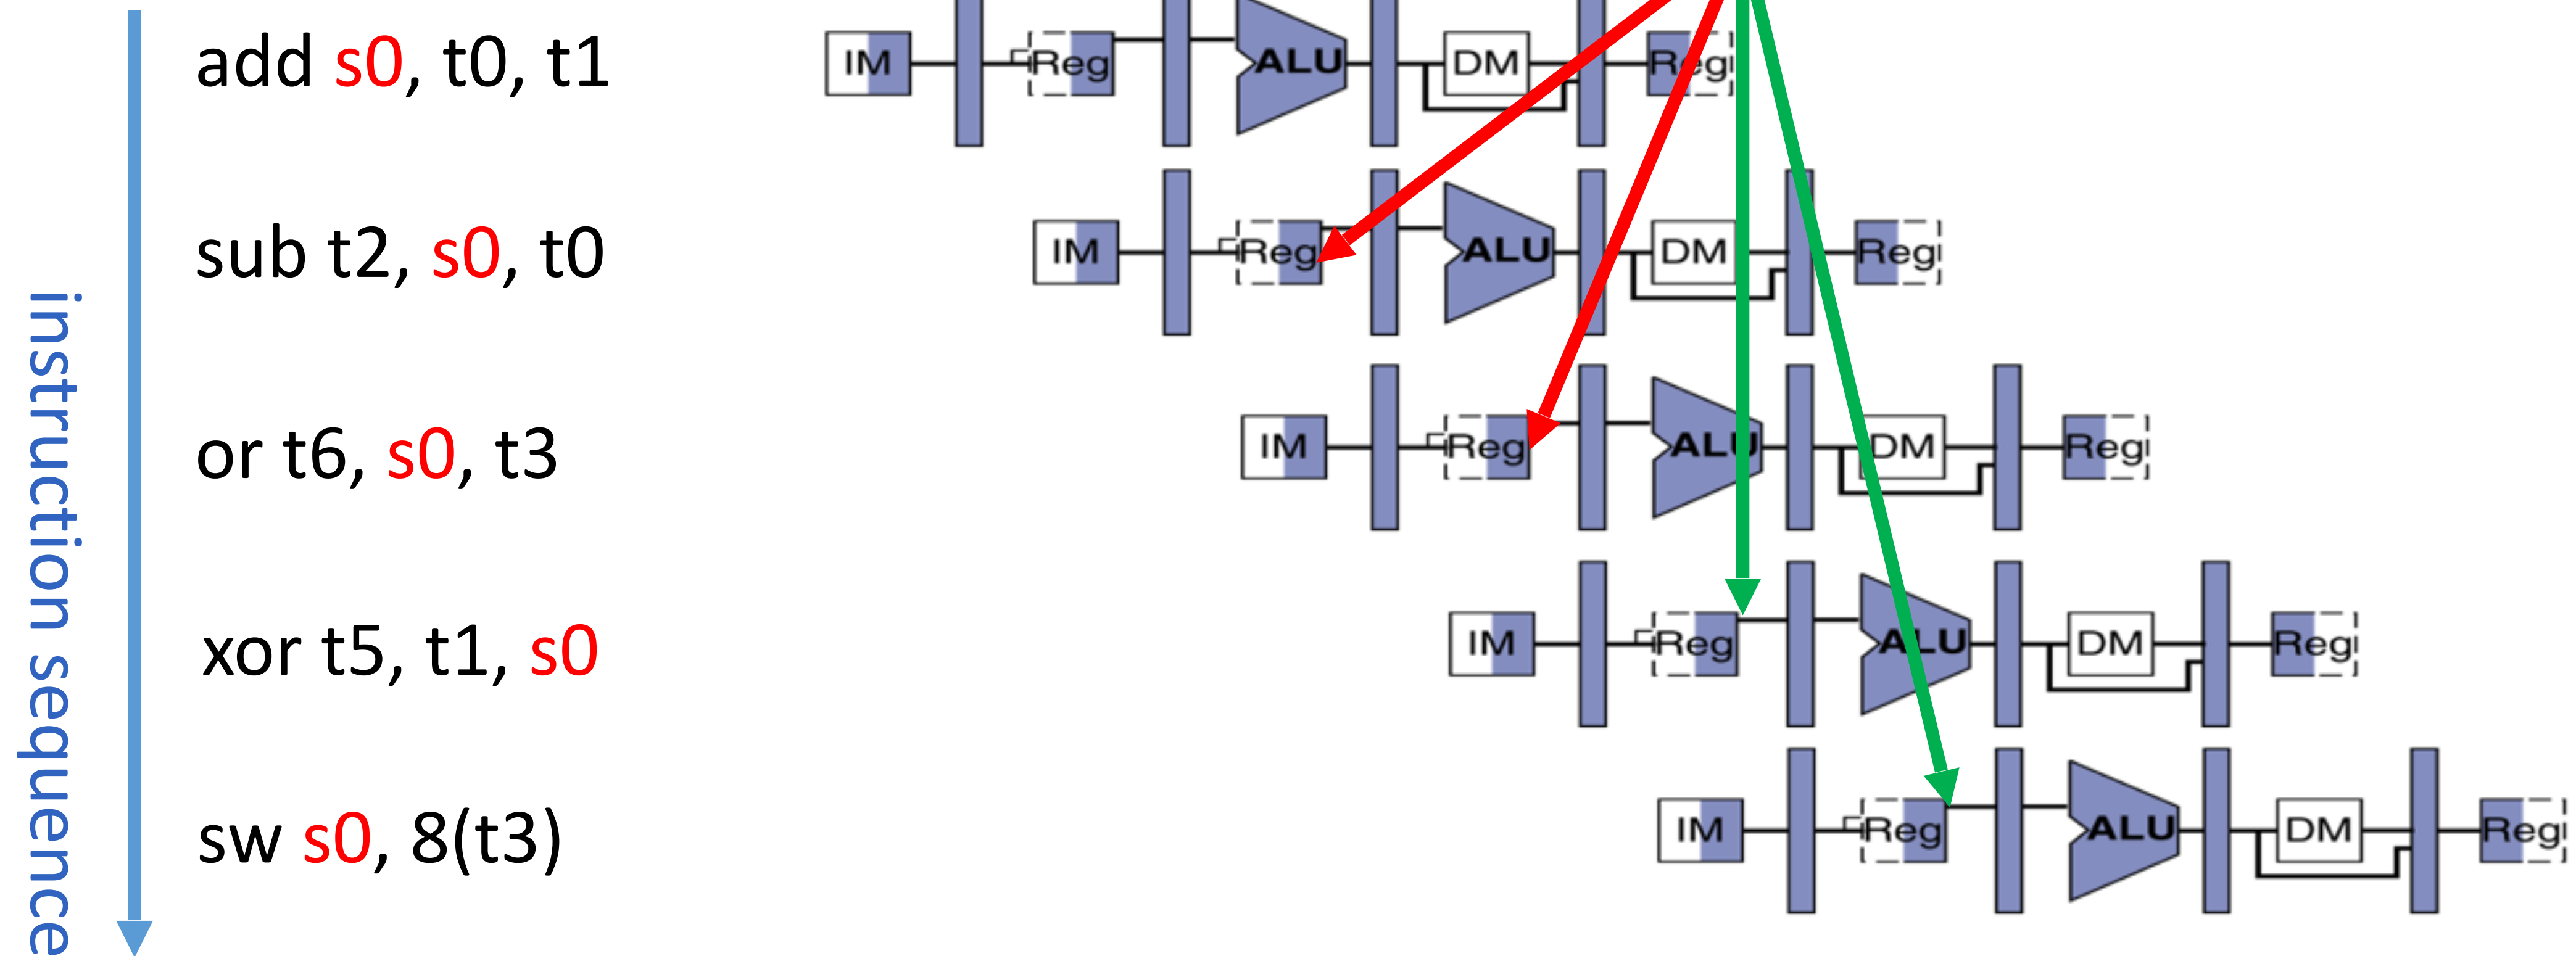 add s0, t0, t1
IM Reg ALU DM Reg
sub t2, s0, t0
IM Reg ALU DM Reg
or t6, s0, t3
IM Reg ALU DM Reg
xor t5, t1, s0
IM Reg ALU DM Reg
sw s0, 8(t3)
IM Reg ALU DM Reg
instruction sequence